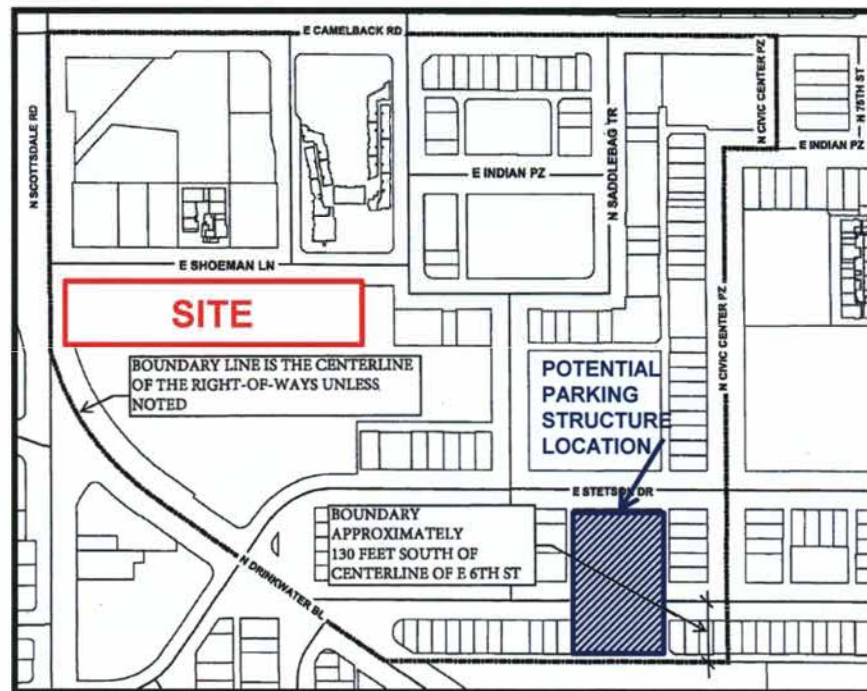 E CAMELBACK RD
N SCOTTSDALE RD
N SADDLEBAG TR
N CIVIC CENTER PZ
N 75TH ST
E INDIAN PZ
E INDIAN PZ
E SHOEMAN LN
SITE
N CIVIC CENTER PZ
BOUNDARY LINE IS THE CENTERLINE
OF THE RIGHT-OF-WAYS UNLESS
NOTED
POTENTIAL
PARKING
STRUCTURE
LOCATION
E STETSON DR
BOUNDARY
APPROXIMATELY
130 FEET SOUTH OF
CENTERLINE OF E 6TH ST
N DRINKWATER BL